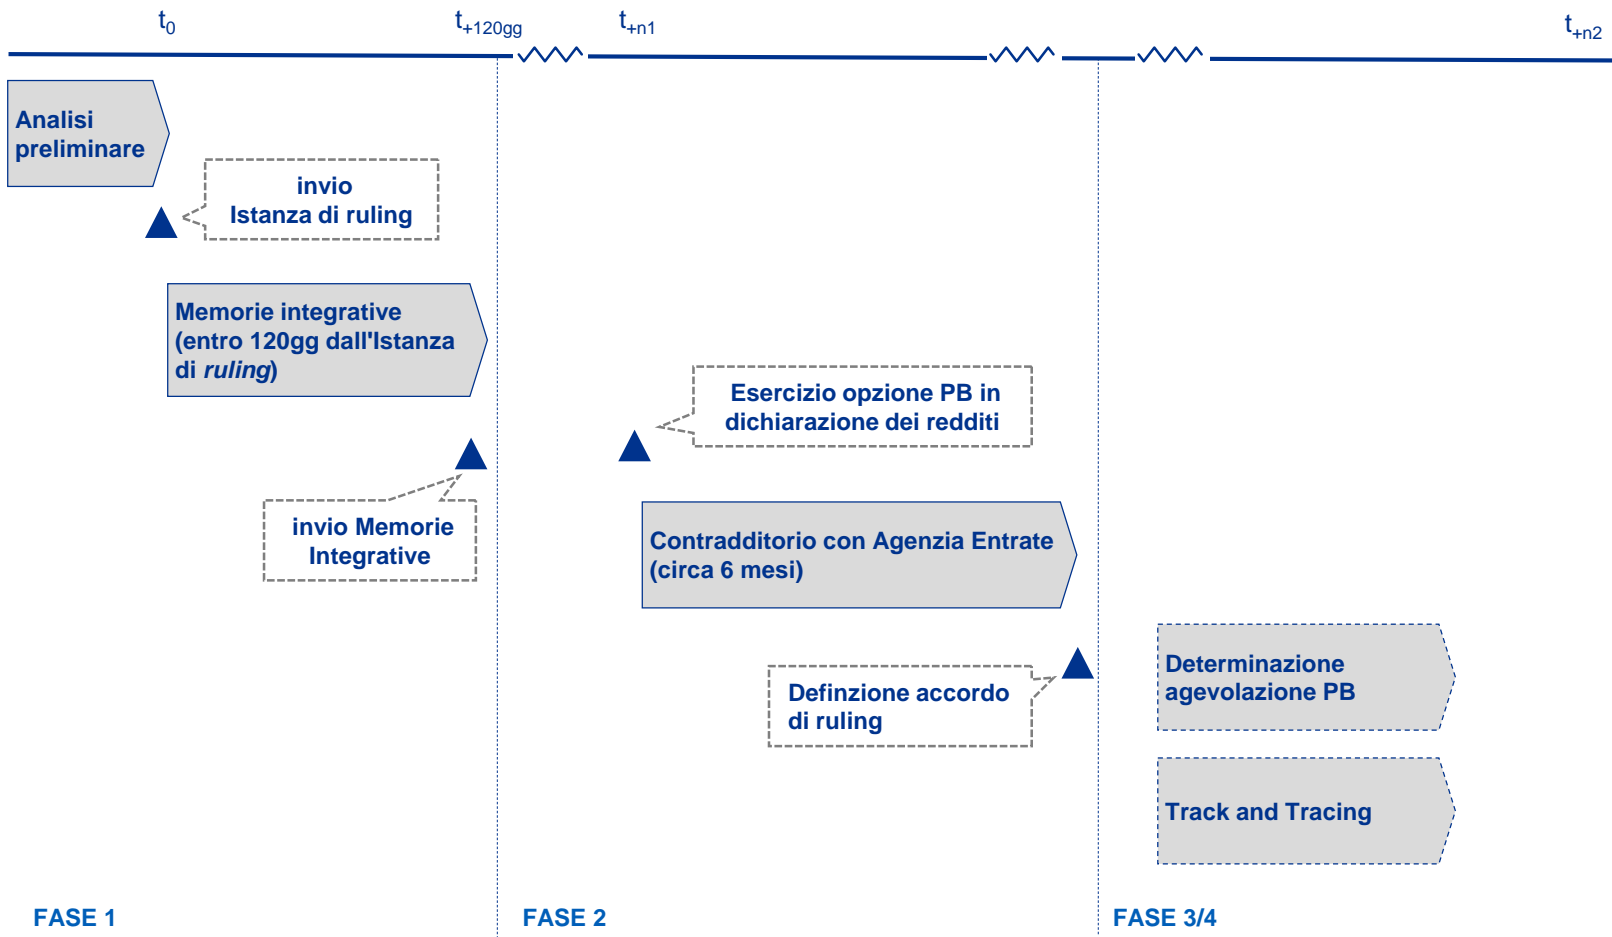 t0
t+120gg
t+n1
t+n2
Analisi
preliminare
invio
Istanza di ruling
Memorie integrative
(entro 120gg dall'Istanza
di ruling)
Esercizio opzione PB in
dichiarazione dei redditi
invio Memorie
Integrative
Contradditorio con Agenzia Entrate
(circa 6 mesi)
Definzione accordo
di ruling
Determinazione
agevolazione PB
Track and Tracing
FASE 1
FASE 2
FASE 3/4